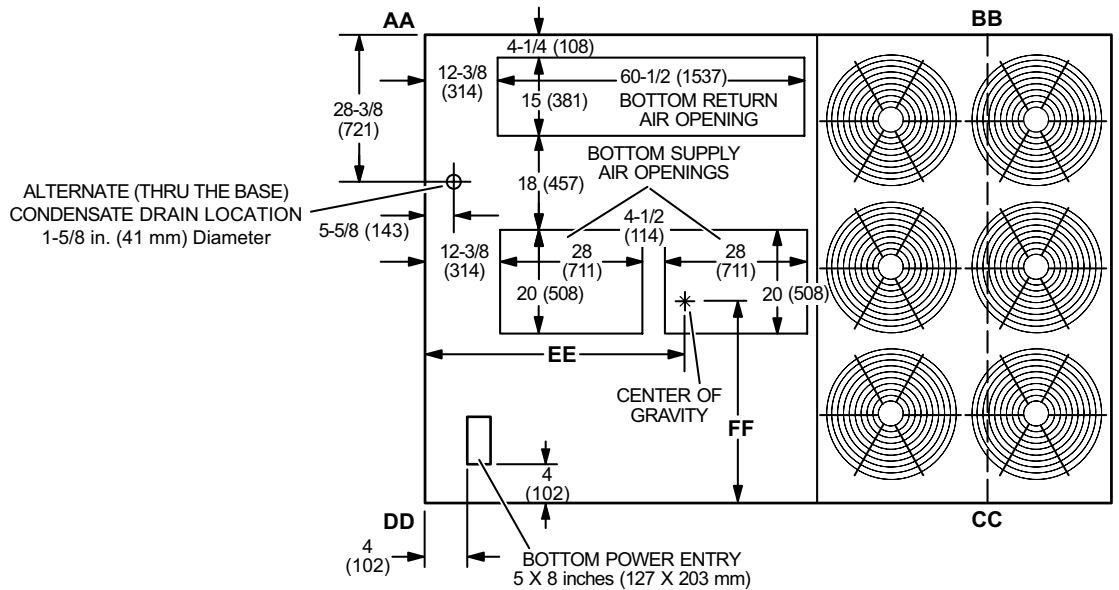 AA
BB
4-1/4 (108)
12-3/8
(314)
60-1/2 (1537)
28-3/8
(721)
15 (381)
BOTTOM RETURN
AIR OPENING
BOTTOM SUPPLY
AIR OPENINGS
18 (457)
ALTERNATE (THRU THE BASE)
CONDENSATE DRAIN LOCATION
1-5/8 in. (41 mm) Diameter
5-5/8 (143)
4-1/2
(114)
12-3/8
(314)
28
(711)
28
(711)
20 (508)
20 (508)
EE
CENTER OF
GRAVITY
FF
4
(102)
DD
CC
4
(102)
BOTTOM POWER ENTRY
5 X 8 inches (127 X 203 mm)